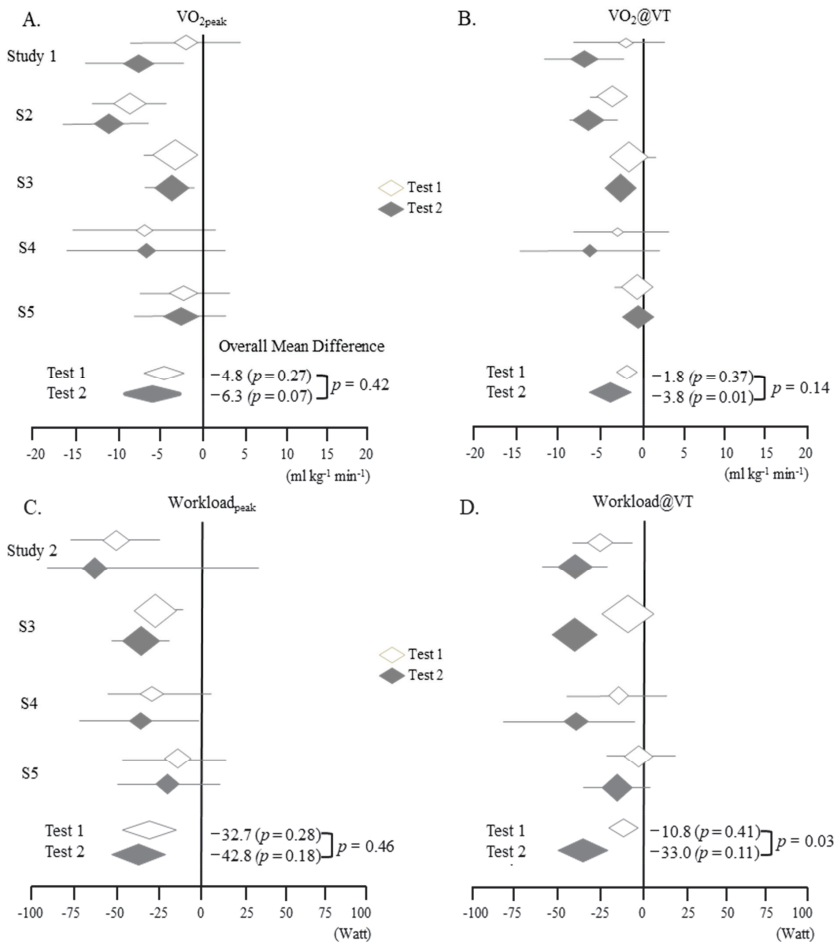 A.
VO2peak
Study 1
S2
S3
S4
S5
Overall Mean Difference
Test 1
−4.8 (p = 0.27)
Test 2
−6.3 (p = 0.07)
p = 0.42
-20 -15 -10 -5 0 5 10 15 20
(ml kg-1 min-1)
B.
VO2@VT
Test 1
Test 2
Test 1
−1.8 (p = 0.37)
Test 2
−3.8 (p = 0.01)
p = 0.14
-20 -15 -10 -5 0 5 10 15 20
(ml kg-1 min-1)
C.
Workloadpeak
Study 2
S3
S4
S5
Test 1
−32.7 (p = 0.28)
Test 2
−42.8 (p = 0.18)
p = 0.46
-100 -75 -50 -25 0 25 50 75 100
(Watt)
D.
Workload@VT
Test 1
Test 2
Test 1
−10.8 (p = 0.41)
Test 2
−33.0 (p = 0.11)
p = 0.03
-100 -75 -50 -25 0 25 50 75 100
(Watt)